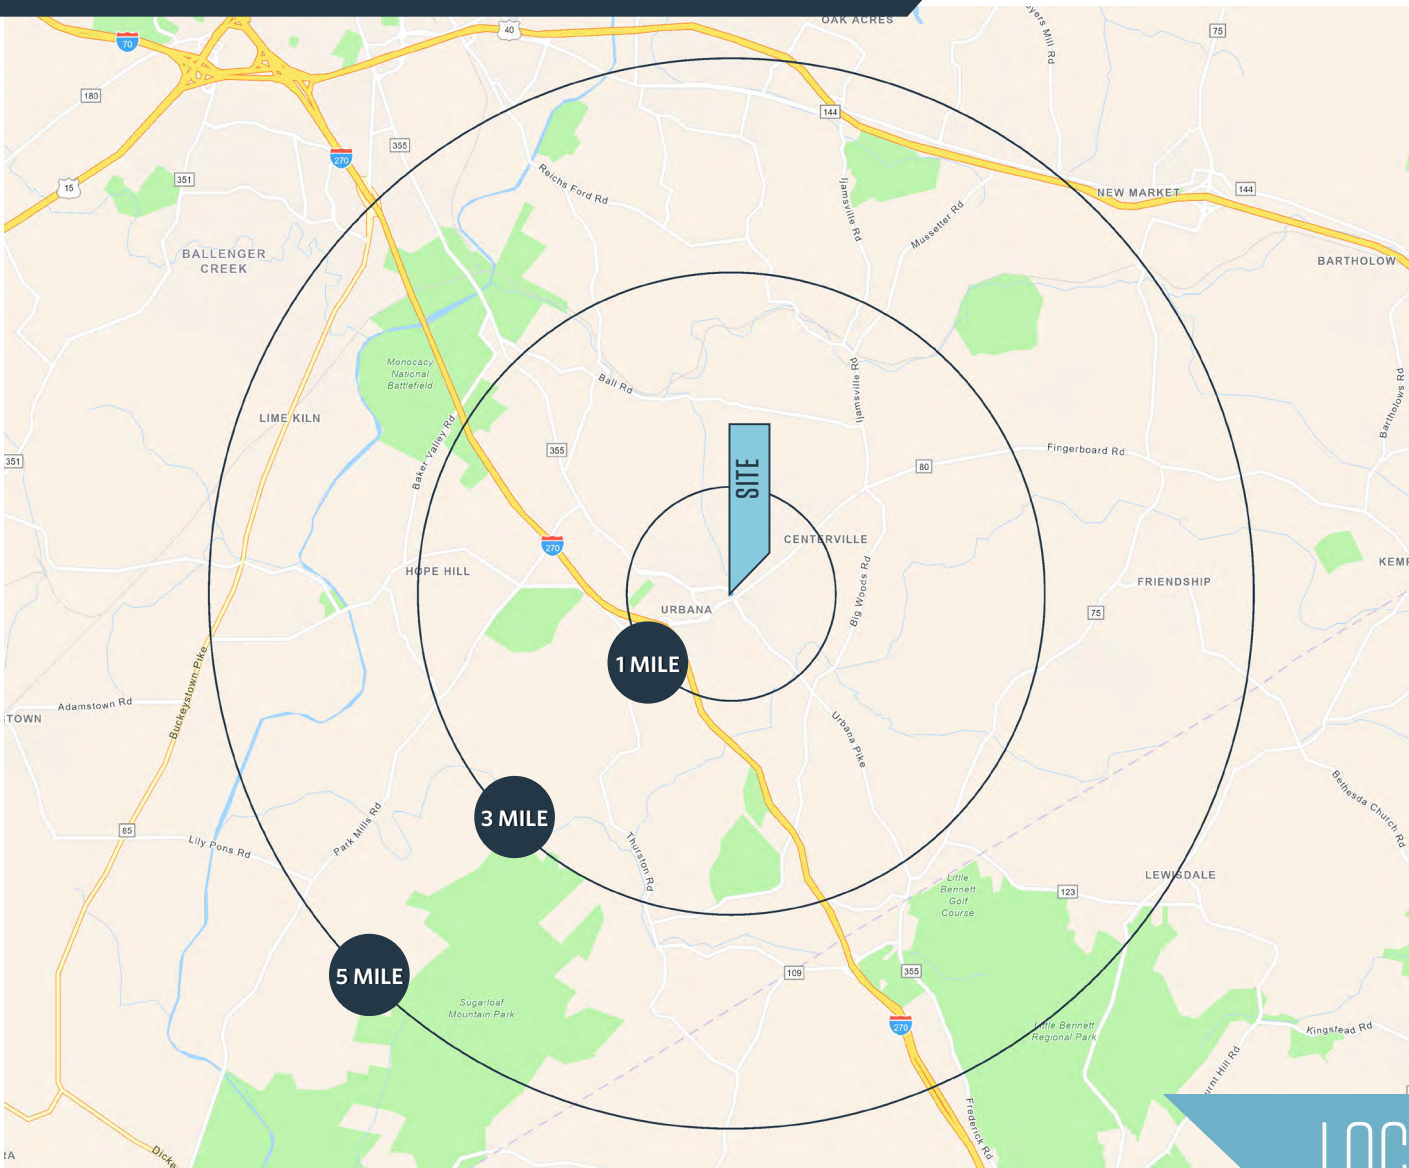 OAK ACRES
40
70
75
180
144
355
270
351
15
Reichs Ford Rd
Ijamsville Rd
Mussetter Rd
NEW MARKET
144
BALLENGER
CREEK
BARTHOLOW
Monocacy
National
Battlefield
Ball Rd
Ijamsville Rd
Bartholows Rd
LIME KILN
Baker Valley Rd
355
SITE
80
Fingerboard Rd
351
270
CENTERVILLE
HOPE HILL
Big Woods Rd
FRIENDSHIP
URBANA
75
1 MILE
Buckeystown Pike
Adamstown Rd
Urbana Pike
3 MILE
Bethesda Church Rd
85
Lily Pons Rd
Park Mills Rd
Thurston Rd
Little
Bennett
Golf
Course
123
LEWISDALE
5 MILE
109
355
Sugarloaf
Mountain Park
270
Little Bennett
Regional Park
Kingstead Rd
Frederick Rd